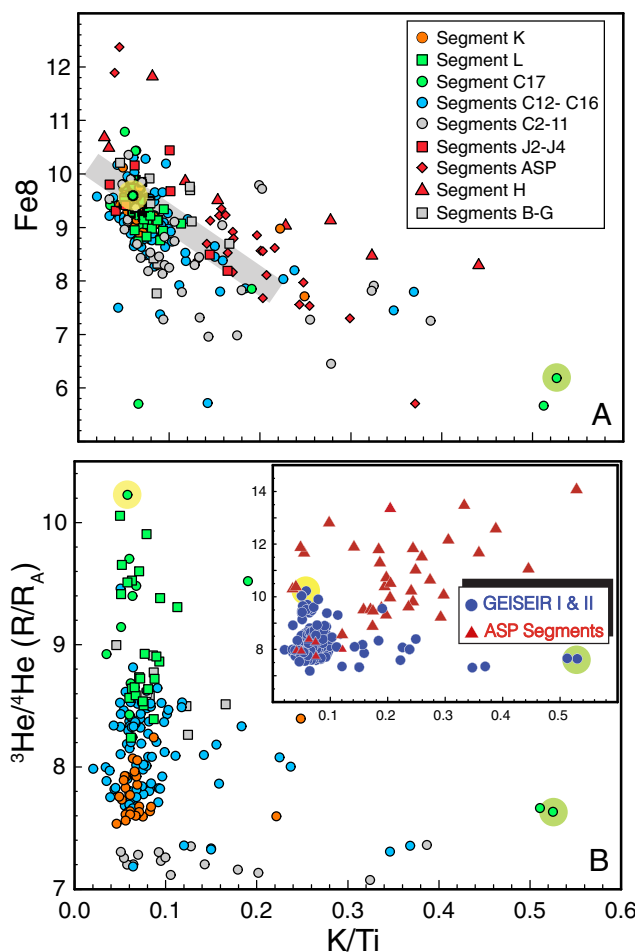 12
11
10
9
8
7
6
Fe8
Segment K
Segment L
Segment C17
Segments C12- C16
Segments C2-11
Segments J2-J4
Segments ASP
Segment H
Segments B-G
A
10
9
8
7
³He/⁴He (R/R_A)
14
12
10
8
GEISEIR I & II
ASP Segments
0.1 0.2 0.3 0.4 0.5
B
0.0 0.1 0.2 0.3 0.4 0.5 0.6
K/Ti